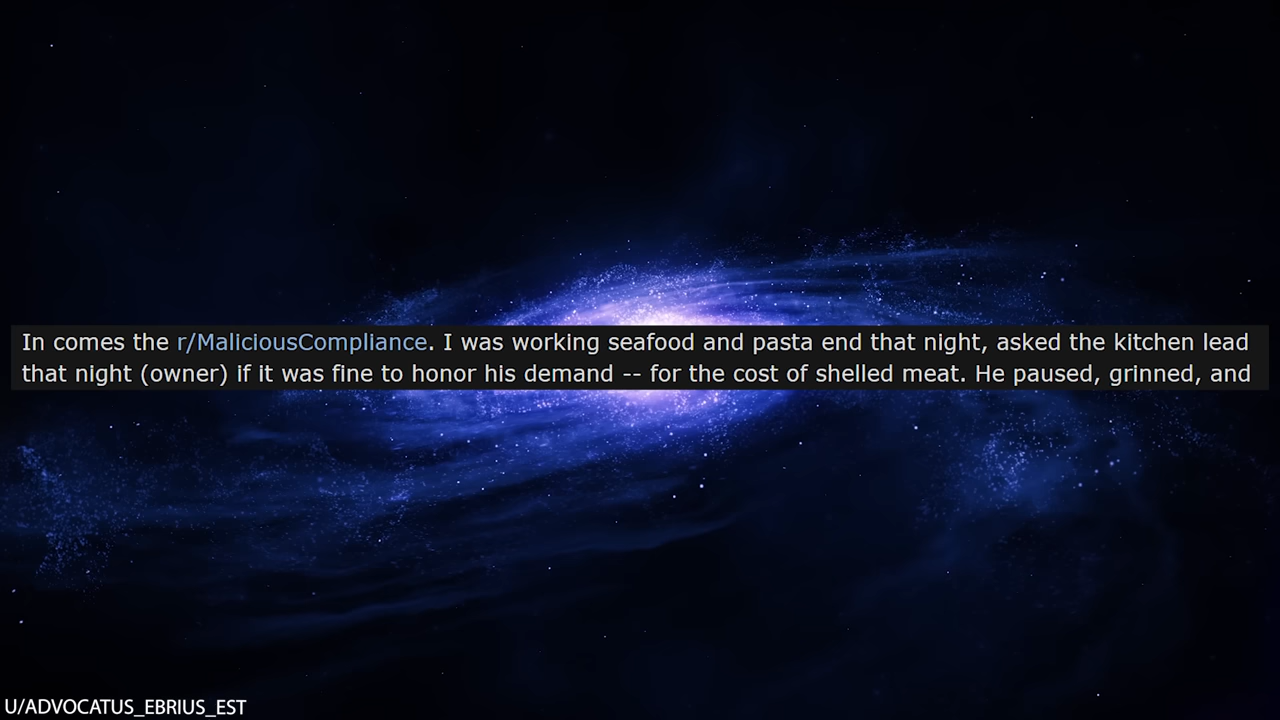 In comes the r/MaliciousCompliance. I was working seafood and pasta end that night, asked the kitchen lead
that night (owner) if it was fine to honor his demand -- for the cost of shelled meat. He paused, grinned, and
U/ADVOCATUS_EBRIUS_EST